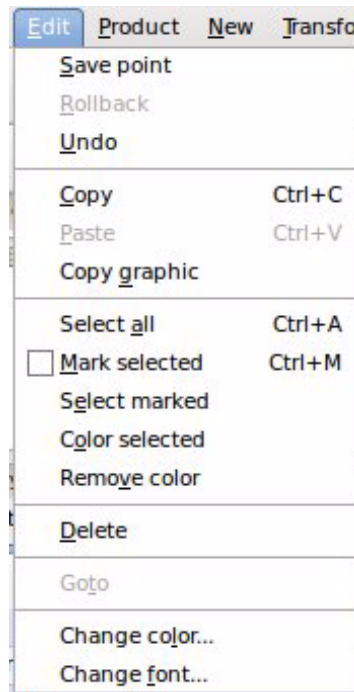 Edit Product New Transfo
Save point
Rollback
Undo
Copy Ctrl+C
Paste Ctrl+V
Copy graphic
Select all Ctrl+A
Mark selected Ctrl+M
Select marked
Color selected
Remove color
Delete
Goto
Change color...
Change font...